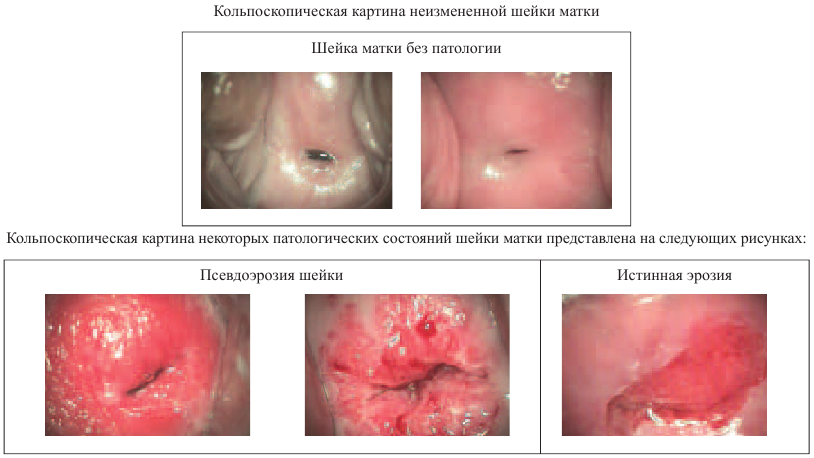 Кольпоскопическая картина неизмененной шейки матки
Шейка матки без патологии
Кольпоскопическая картина некоторых патологических состояний шейки матки представлена на следующих рисунках:
Псевдоэрозия шейки
Истинная эрозия